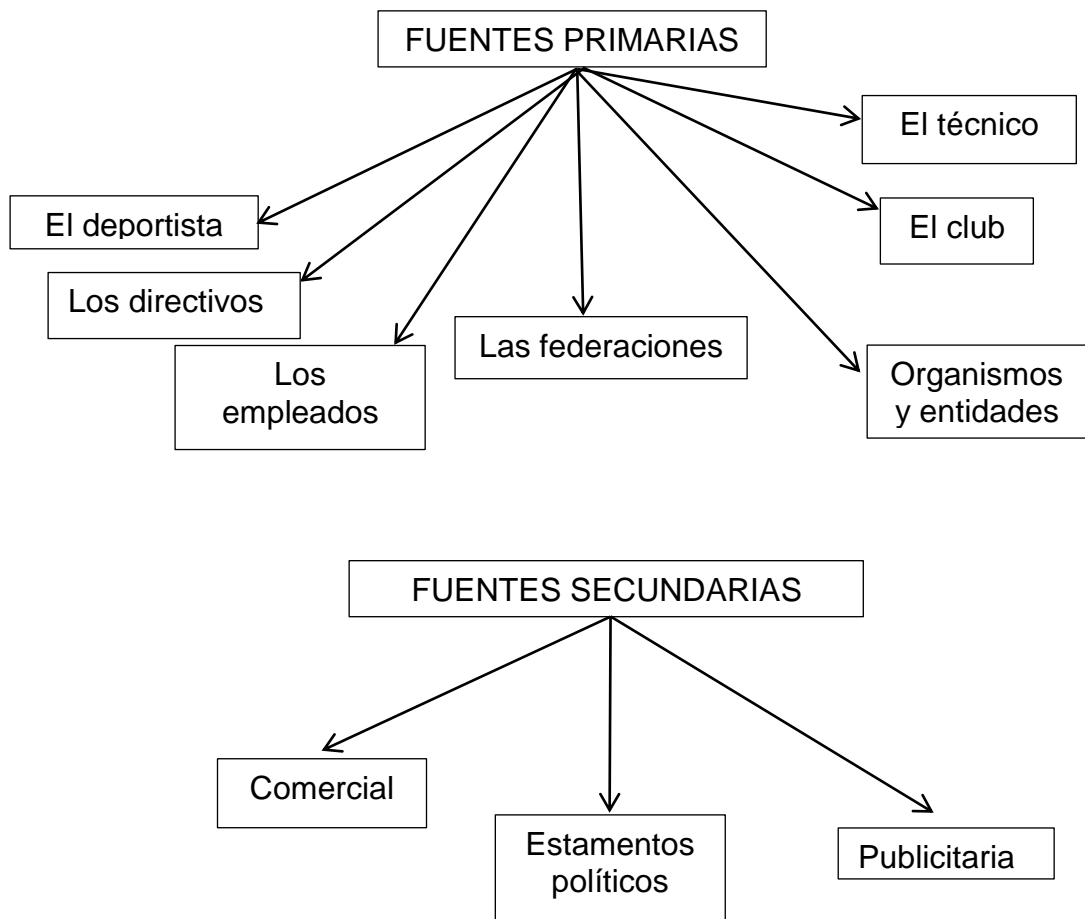 FUENTES PRIMARIAS
El técnico
El deportista
El club
Los directivos
Las federaciones
Los
empleados
Organismos
y entidades
FUENTES SECUNDARIAS
Comercial
Estamentos
políticos
Publicitaria